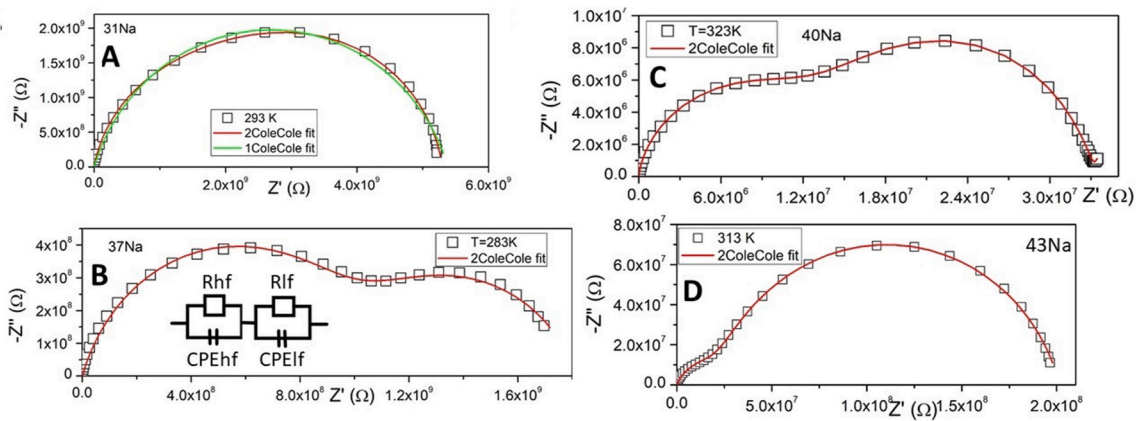 31Na
A
2.0x10⁹
1.5x10⁹
1.0x10⁹
5.0x10⁸
0.0
-Z'' (Ω)
293 K
2ColeCole fit
1ColeCole fit
0.0 2.0x10⁹ 4.0x10⁹ 6.0x10⁹
Z' (Ω)
1.0x10⁷
8.0x10⁶
6.0x10⁶
4.0x10⁶
2.0x10⁶
0.0
-Z'' (Ω)
T=323K
2ColeCole fit
40Na
C
0.0 6.0x10⁶ 1.2x10⁷ 1.8x10⁷ 2.4x10⁷ 3.0x10⁷ Z' (Ω)
37Na
B
4x10⁸
3x10⁸
2x10⁸
1x10⁸
0
-Z'' (Ω)
T=283K
2ColeCole fit
Rhf Rlf
CPEhf CPElf
0 4.0x10⁸ 8.0x10⁸ Z' (Ω) 1.2x10⁹ 1.6x10⁹
8.0x10⁷
6.0x10⁷
4.0x10⁷
2.0x10⁷
0.0
-Z'' (Ω)
313 K
2ColeCole fit
43Na
D
0.0 5.0x10⁷ 1.0x10⁸ Z' (Ω) 1.5x10⁸ 2.0x10⁸